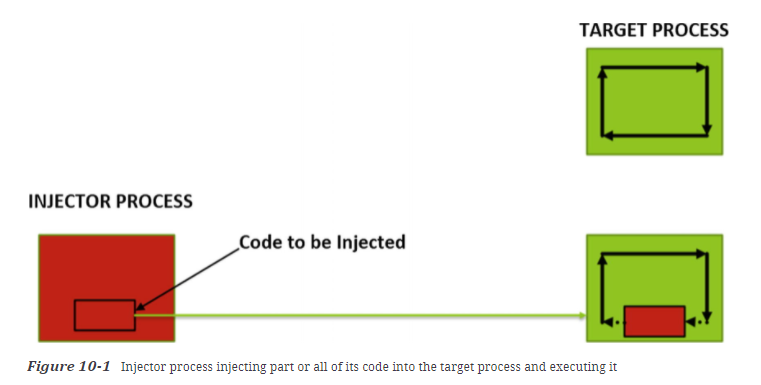 TARGET PROCESS
INJECTOR PROCESS
Code to be Injected
Figure 10-1 Injector process injecting part or all of its code into the target process and executing it